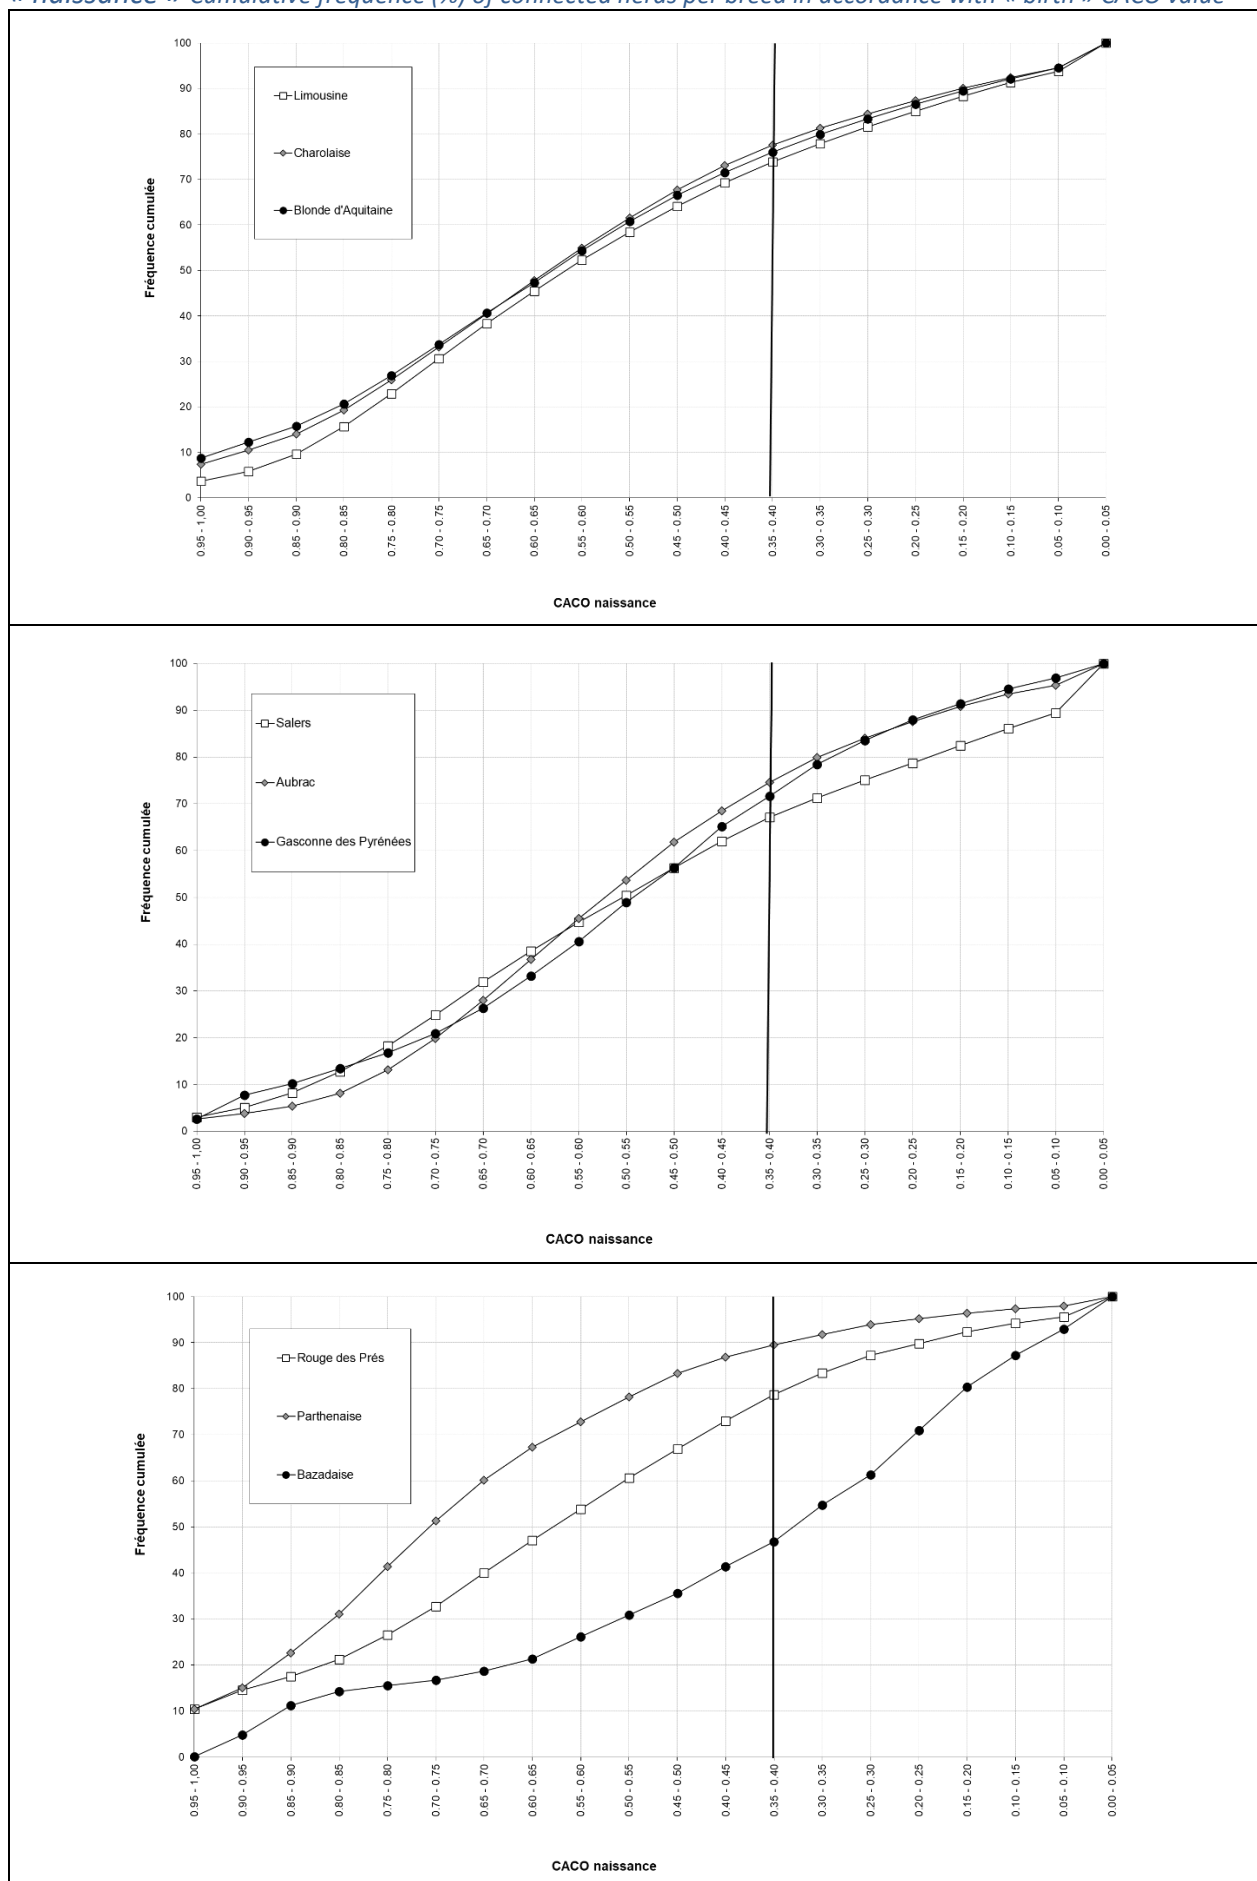 « naissance » Cumulative frequence (%) of connected herds per breed in accordance with « birth » CACO value
100
90
80
70
60
50
40
30
20
10
0
Fréquence cumulée
Limousine
Charolaise
Blonde d'Aquitaine
0.95 - 1,00
0.90 - 0.95
0.85 - 0.90
0.80 - 0.85
0.75 - 0.80
0.70 - 0.75
0.65 - 0.70
0.60 - 0.65
0.55 - 0.60
0.50 - 0.55
0.45 - 0.50
0.40 - 0.45
0.35 - 0.40
0.30 - 0.35
0.25 - 0.30
0.20 - 0.25
0.15 - 0.20
0.10 - 0.15
0.05 - 0.10
0.00 - 0.05
CACO naissance
100
90
80
70
60
50
40
30
20
10
0
Fréquence cumulée
Salers
Aubrac
Gasconne des Pyrénées
0.95 - 1,00
0.90 - 0.95
0.85 - 0.90
0.80 - 0.85
0.75 - 0.80
0.70 - 0.75
0.65 - 0.70
0.60 - 0.65
0.55 - 0.60
0.50 - 0.55
0.45 - 0.50
0.40 - 0.45
0.35 - 0.40
0.30 - 0.35
0.25 - 0.30
0.20 - 0.25
0.15 - 0.20
0.10 - 0.15
0.05 - 0.10
0.00 - 0.05
CACO naissance
100
90
80
70
60
50
40
30
20
10
0
Fréquence cumulée
Rouge des Prés
Parthenaise
Bazadaise
0.95 - 1,00
0.90 - 0.95
0.85 - 0.90
0.80 - 0.85
0.75 - 0.80
0.70 - 0.75
0.65 - 0.70
0.60 - 0.65
0.55 - 0.60
0.50 - 0.55
0.45 - 0.50
0.40 - 0.45
0.35 - 0.40
0.30 - 0.35
0.25 - 0.30
0.20 - 0.25
0.15 - 0.20
0.10 - 0.15
0.05 - 0.10
0.00 - 0.05
CACO naissance